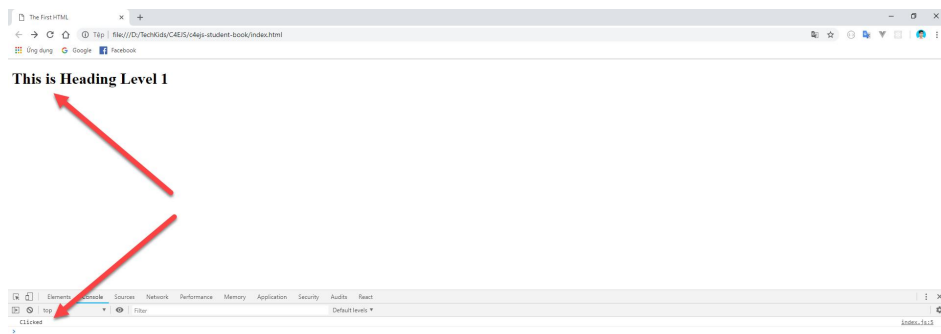 The First HTML
Tệp | file:///D:/TechKids/C4EJS/c4ejs-student-book/index.html
Ứng dụng Google Facebook
This is Heading Level 1
Elements Console Sources Network Performance Memory Application Security Audits React
top Filter Default levels
Clicked index.js:5